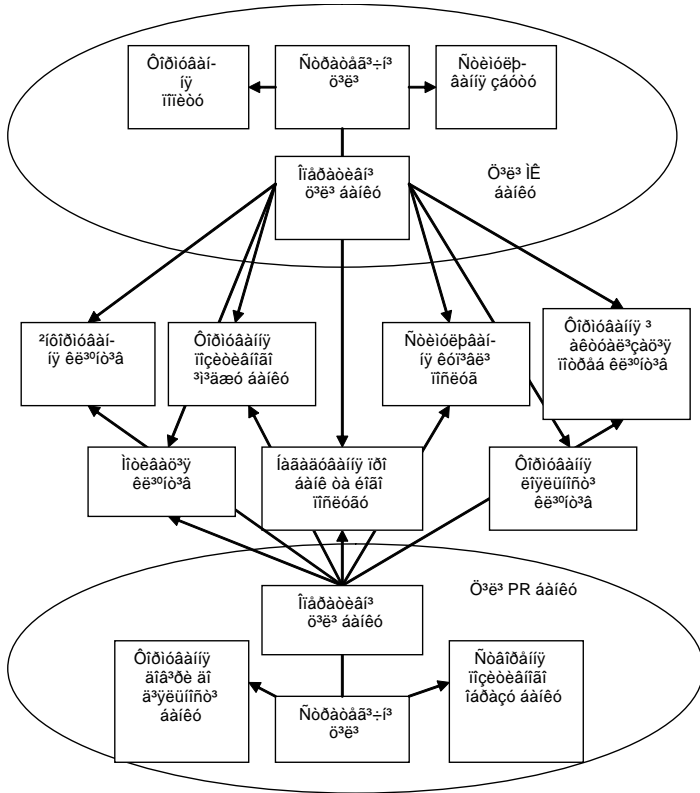 Ôîðìóâàí-
íÿ
ïîïèòó
Ñòðàòåã³÷í³
ö³ë³
Ñòèìóëþ-
âàííÿ çáóòó
Îïåðàòèâí³
ö³ë³ áàíêó
Ö³ë³ ÌÊ
áàíêó
²íôîðìóâàí-
íÿ êë³ºíò³â
Ôîðìóâàííÿ
ïîçèòèâíîãî
³ì³äæó áàíêó
Ñòèìóëþâàí-
íÿ êóï³âë³
ïîñëóã
Ôîðìóâàííÿ ³
àêòóàë³çàö³ÿ
ïîòðåá êë³ºíò³â
Ìîòèâàö³ÿ
êë³ºíò³â
Íàãàäóâàííÿ ïðî
áàíê òà éîãî
ïîñëóãó
Ôîðìóâàííÿ
ëîÿëüíîñò³
êë³ºíò³â
Îïåðàòèâí³
ö³ë³ áàíêó
Ö³ë³ PR áàíêó
Ôîðìóâàííÿ
äîâ³ðè äî
ä³ÿëüíîñò³
áàíêó
Ñòðàòåã³÷í³
ö³ë³
Ñòâîðåííÿ
ïîçèòèâíîãî
îáðàçó áàíêó